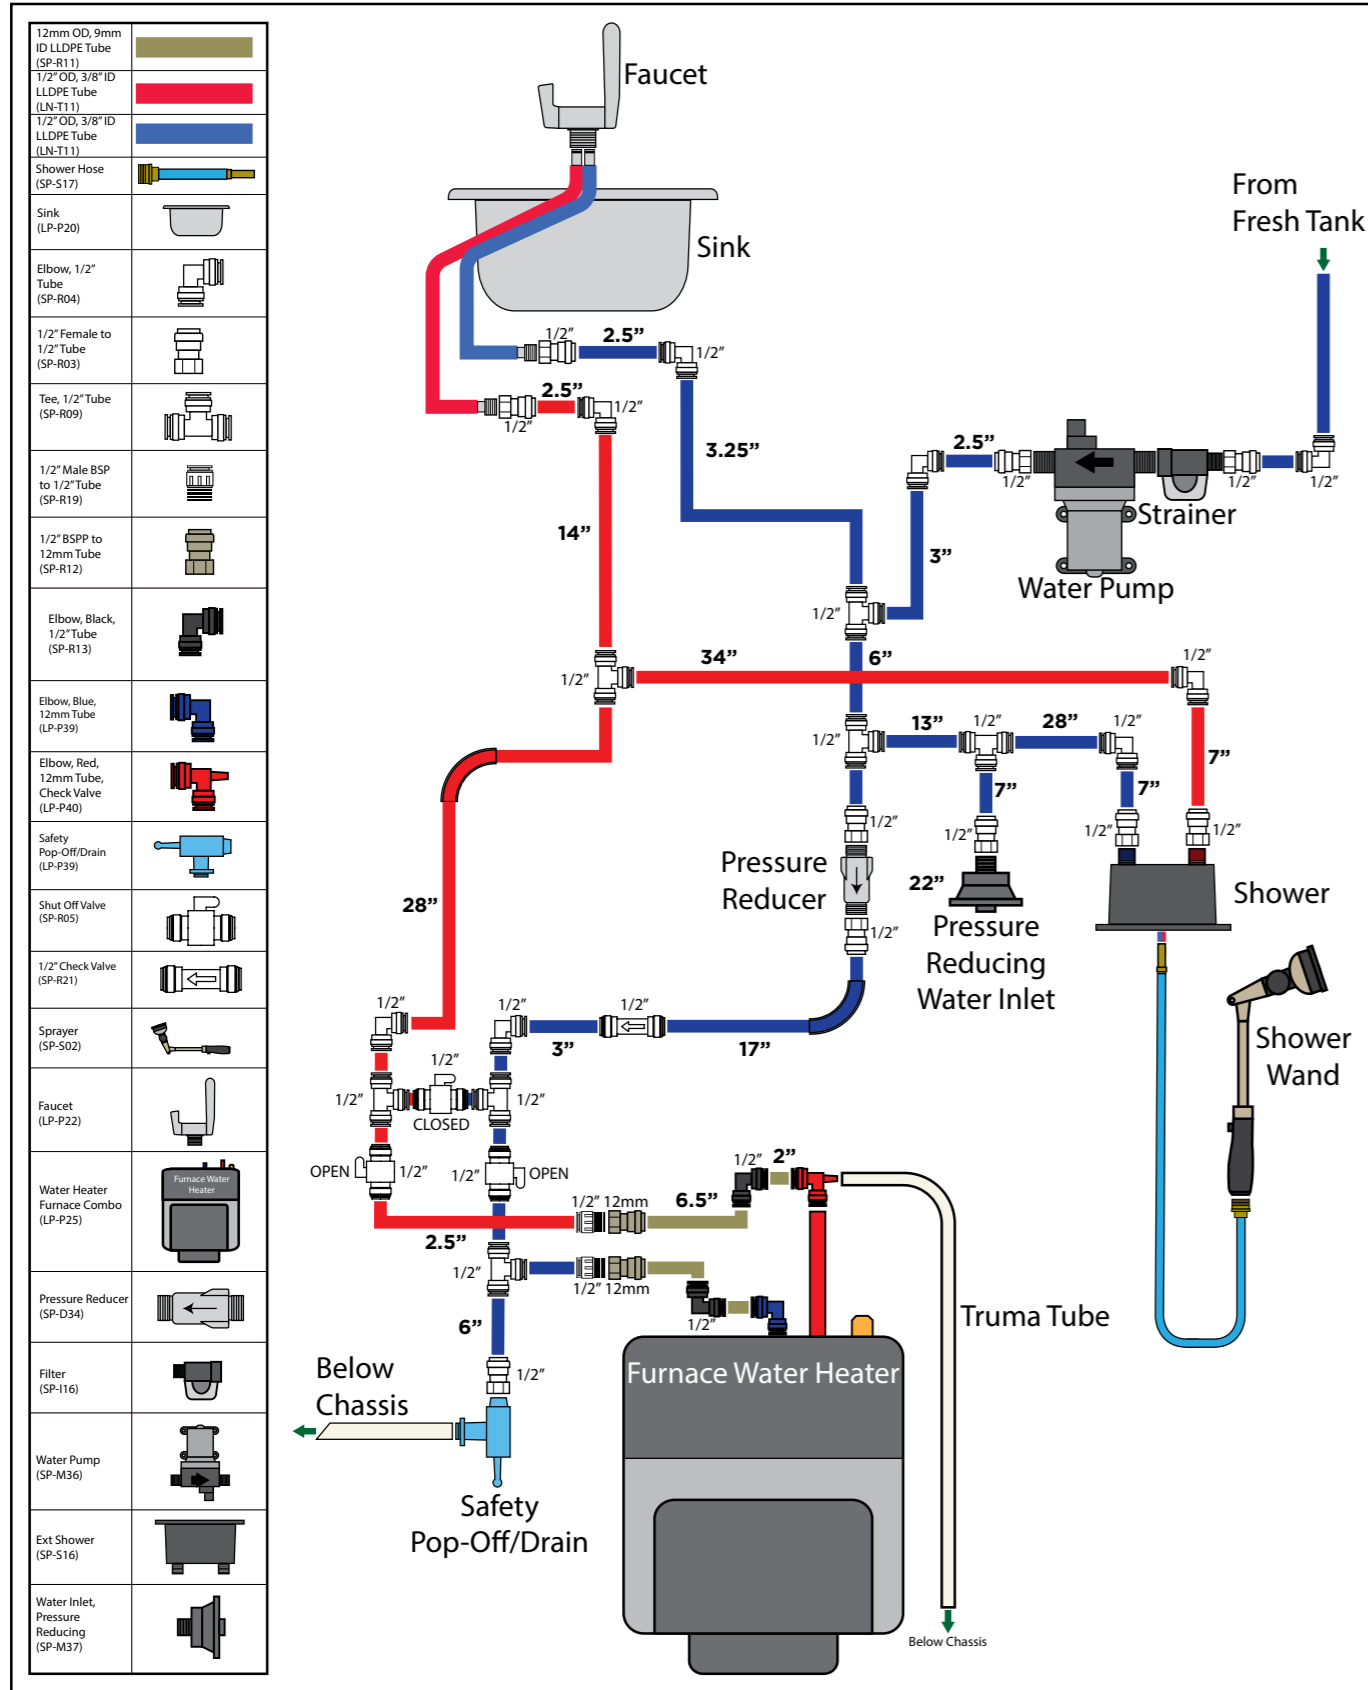 12mm OD, 9mm
ID LLDPE Tube
(SP-R11)
1/2” OD, 3/8” ID
LLDPE Tube
(LN-T11)
1/2” OD, 3/8” ID
LLDPE Tube
(LN-T11)
Shower Hose
(SP-S17)
Sink
(LP-P20)
Elbow, 1/2”
Tube
(SP-R04)
1/2” Female to
1/2” Tube
(SP-R03)
Tee, 1/2” Tube
(SP-R09)
1/2” Male BSP
to 1/2” Tube
(SP-R19)
1/2” BSPP to
12mm Tube
(SP-R12)
Elbow, Black,
1/2” Tube
(SP-R13)
Elbow, Blue,
12mm Tube
(LP-P39)
Elbow, Red,
12mm Tube,
Check Valve
(LP-P40)
Safety
Pop-Off/Drain
(LP-P39)
Shut Off Valve
(SP-R05)
1/2” Check Valve
(SP-R21)
Sprayer
(SP-S02)
Faucet
(LP-P22)
Water Heater
Furnace Combo
(LP-P25)
Furnace Water
Heater
Pressure Reducer
(SP-D34)
Filter
(SP-I16)
Water Pump
(SP-M36)
Ext Shower
(SP-S16)
Water Inlet,
Pressure
Reducing
(SP-M37)
Faucet
Sink
From
Fresh Tank
1/2”
2.5”
1/2”
2.5”
1/2”
1/2”
3.25”
2.5”
1/2”
1/2”
1/2”
Strainer
Water Pump
14”
3”
1/2”
34”
6”
1/2”
1/2”
1/2”
13”
1/2”
28”
1/2”
7”
7”
7”
1/2”
1/2”
1/2”
1/2”
Pressure
Reducer
22”
Pressure
Reducing
Water Inlet
Shower
28”
1/2”
1/2”
1/2”
1/2”
3”
17”
Shower
Wand
1/2”
1/2”
1/2”
CLOSED
OPEN
1/2”
1/2”
OPEN
1/2”
2”
1/2”
12mm
6.5”
2.5”
1/2”
1/2”
12mm
1/2”
6”
1/2”
Truma Tube
Below
Chassis
Furnace Water Heater
Safety
Pop-Off/Drain
Below Chassis